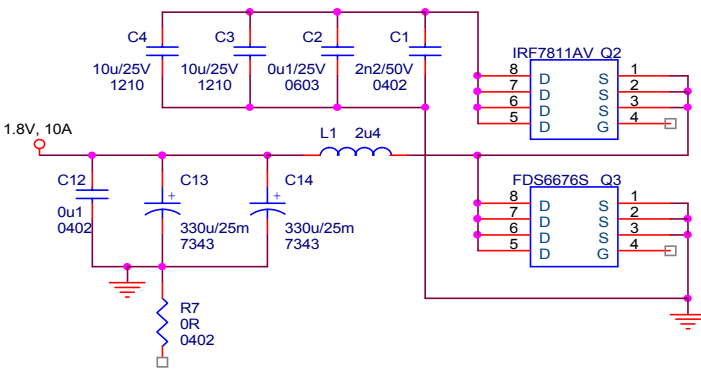 C4 C3 C2 C1
10u/25V 10u/25V 0u1/25V 2n2/50V
1210 1210 0603 0402
IRF7811AV Q2
8 D S 1
7 D S 2
6 D S 3
5 D G 4
1.8V, 10A
L1 2u4
C12 C13 C14
+ +
0u1 330u/25m 330u/25m
0402 7343 7343
FDS6676S Q3
8 D S 1
7 D S 2
6 D S 3
5 D G 4
R7
0R
0402